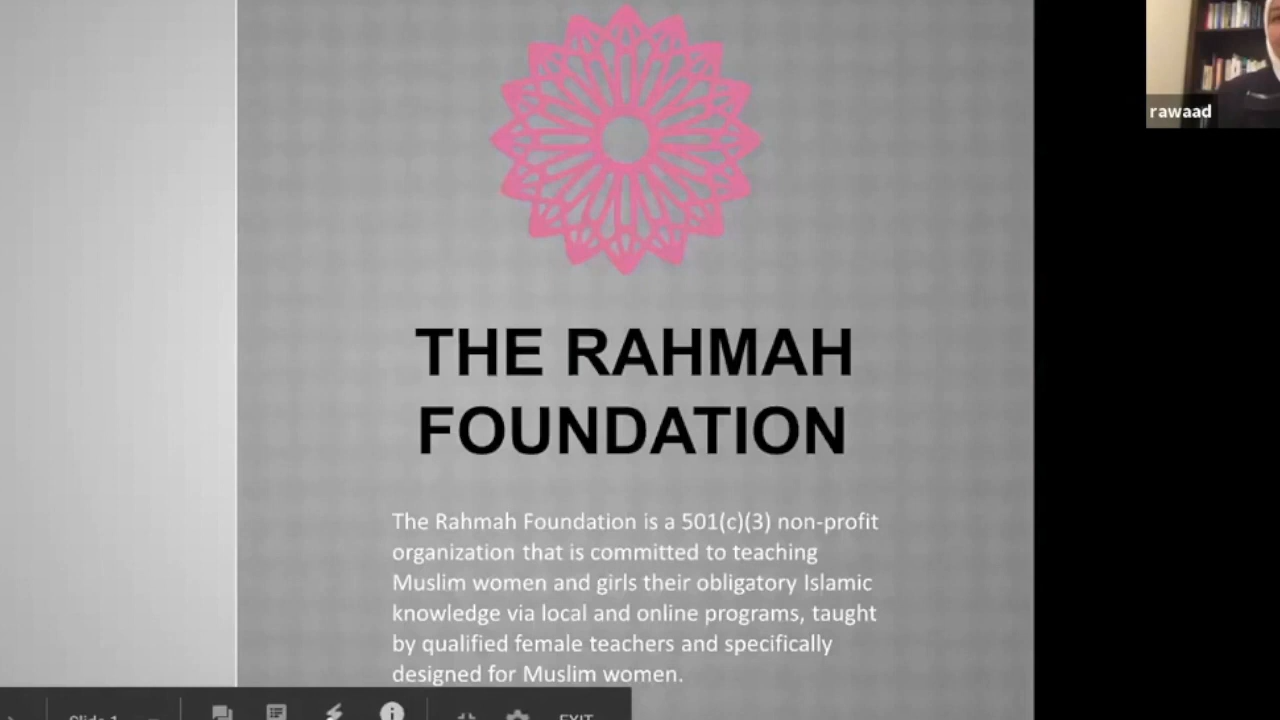 rawaad
THE RAHMAH
FOUNDATION
The Rahmah Foundation is a 501(c)(3) non-profit
organization that is committed to teaching
Muslim women and girls their obligatory Islamic
knowledge via local and online programs, taught
by qualified female teachers and specifically
designed for Muslim women.
Slide 1
EXIT